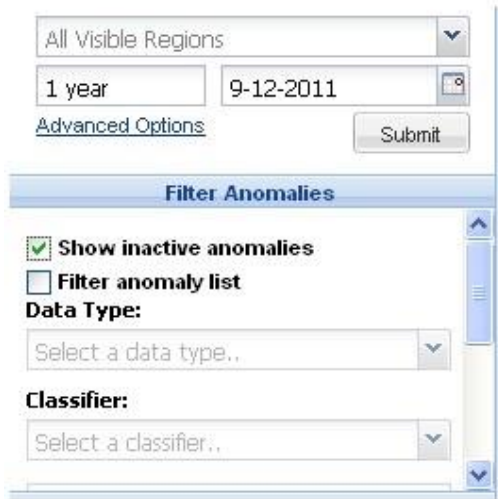 All Visible Regions
1 year 9-12-2011
Advanced Options Submit
Filter Anomalies
Show inactive anomalies
Filter anomaly list
Data Type:
Select a data type..
Classifier:
Select a classifier..